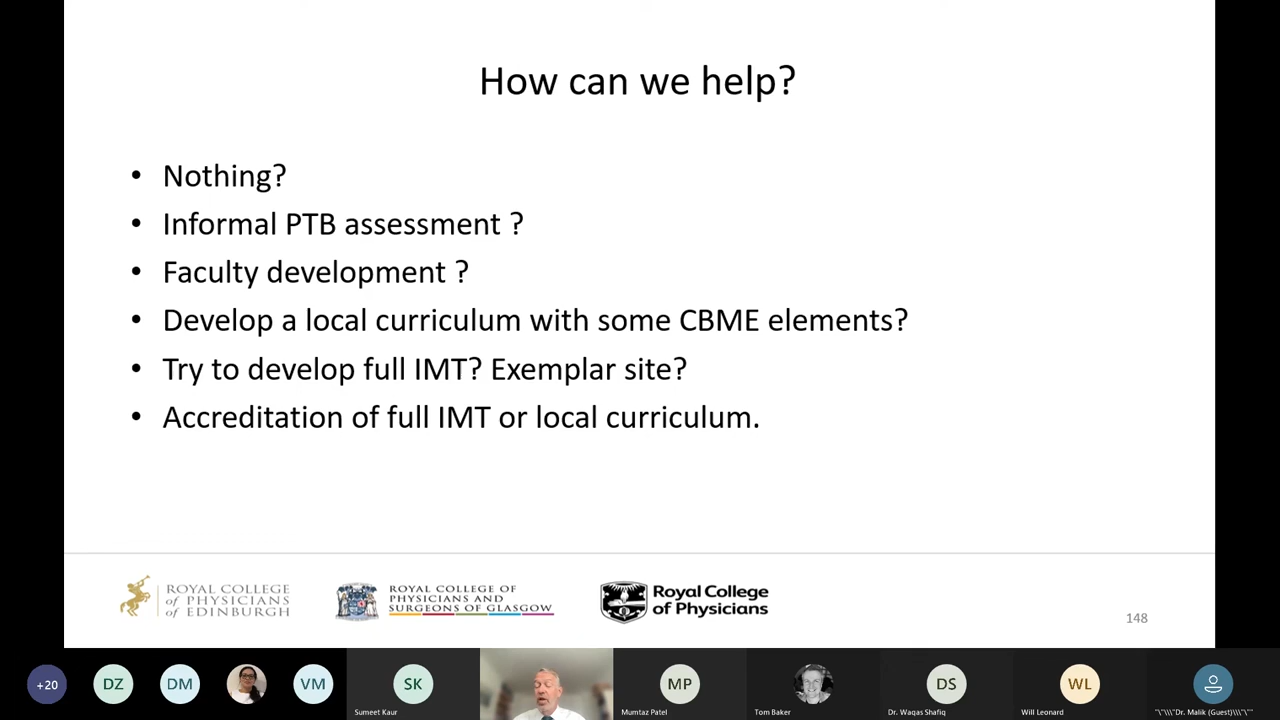 How can we help?
• Nothing?
• Informal PTB assessment ?
• Faculty development ?
• Develop a local curriculum with some CBME elements?
• Try to develop full IMT? Exemplar site?
• Accreditation of full IMT or local curriculum.
ROYAL COLLEGE
of PHYSICIANS
of EDINBURGH
ROYAL COLLEGE OF
PHYSICIANS AND
SURGEONS OF GLASGOW
Royal College
of Physicians
148
+20
DZ
DM
VM
SK
MP
DS
WL
Sumeet Kaur
Mumtaz Patel
Tom Baker
Dr. Waqas Shafiq
Will Leonard
"\"\\\"Dr. Malik (Guest)\\\"\""